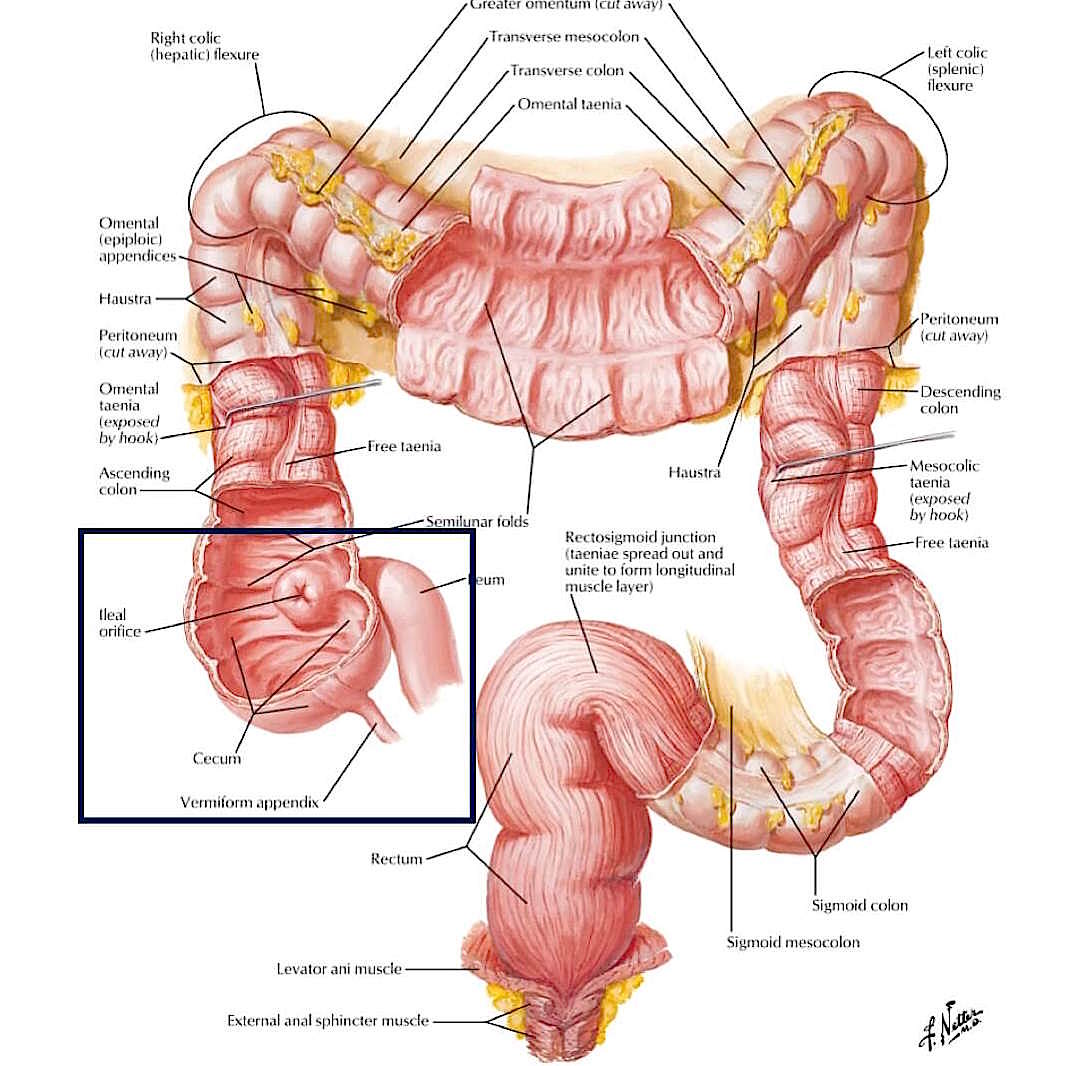 Greater omentum (cut away)
Transverse mesocolon
Transverse colon
Omental taenia
Right colic
(hepatic) flexure
Left colic
(splenic)
flexure
Omental
(epiploic)
appendices
Haustra
Peritoneum
(cut away)
Omental
taenia
(exposed
by hook)
Ascending
colon
Free taenia
Semilunar folds
Haustra
Peritoneum
(cut away)
Descending
colon
Mesocolic
taenia
(exposed
by hook)
Free taenia
Rectosigmoid junction
(taeniae spread out and
unite to form longitudinal
muscle layer)
eum
Ileal
orifice
Cecum
Vermiform appendix
Rectum
Sigmoid colon
Sigmoid mesocolon
Levator ani muscle
External anal sphincter muscle
F. Netter
M.D.